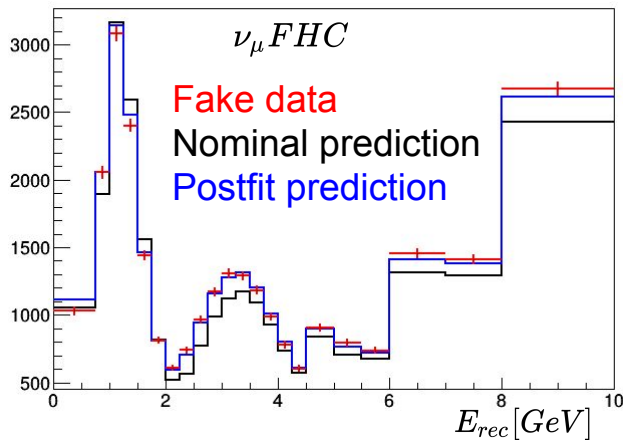 ν_μ FHC
Fake data
Nominal prediction
Postfit prediction
3000
2500
2000
1500
1000
500
0 2 4 6 8 10
E_rec[GeV]